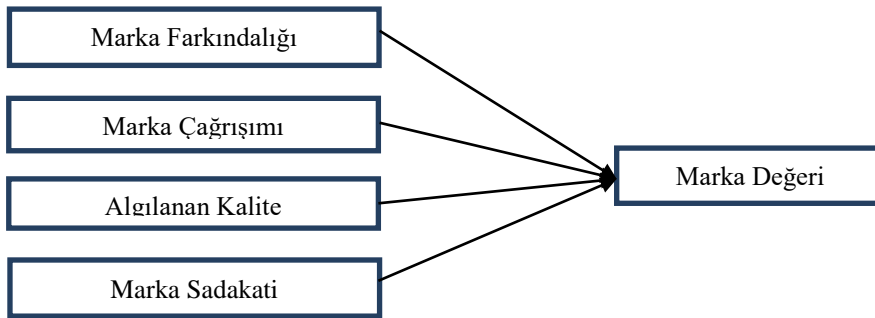 Marka Farkındalığı
Marka Çağrışımı
Algılanan Kalite
Marka Sadakati
Marka Değeri